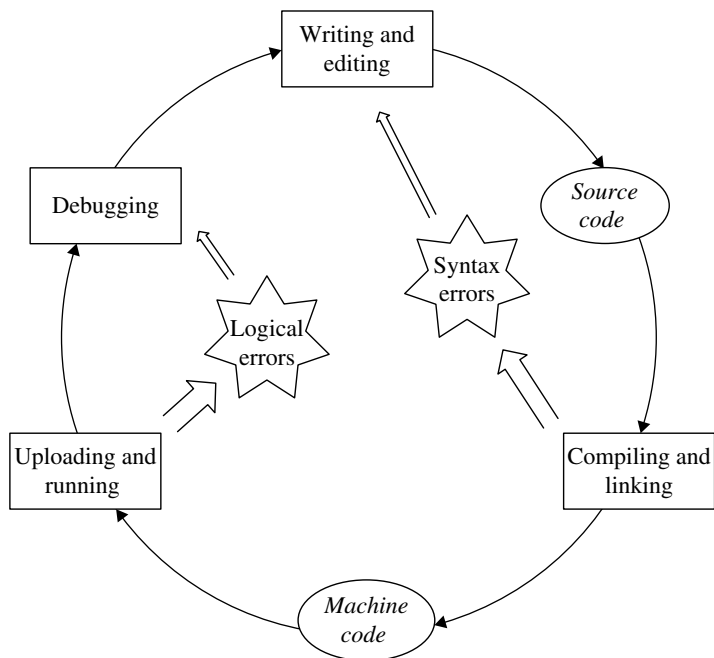 Writing and
editing
Source
code
Debugging
Syntax
errors
Logical
errors
Uploading and
running
Compiling and
linking
Machine
code